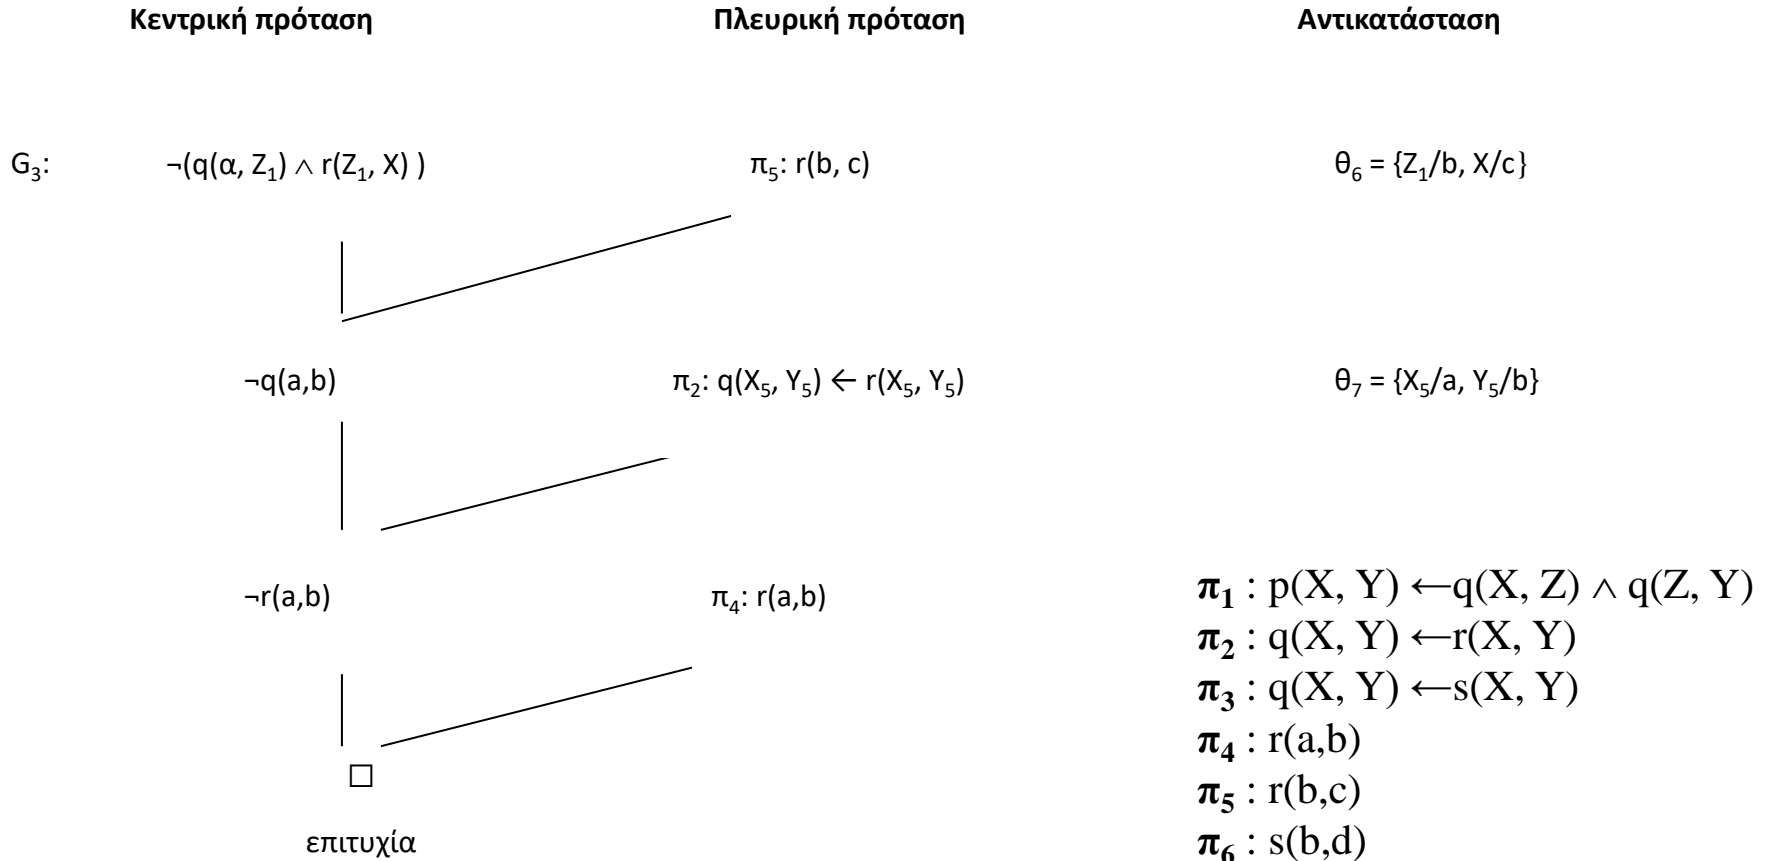 Κεντρική πρόταση Πλευρική πρόταση Αντικατάσταση
G₃: ¬(q(α, Z₁) ∧ r(Z₁, X) ) π₅: r(b, c) θ₆ = {Z₁/b, X/c}
¬q(a,b) π₂: q(X₅, Y₅) ← r(X₅, Y₅) θ₇ = {X₅/a, Y₅/b}
¬r(a,b) π₄: r(a,b)
□
επιτυχία
π₁ : p(X, Y) ←q(X, Z) ∧ q(Z, Y)
π₂ : q(X, Y) ←r(X, Y)
π₃ : q(X, Y) ←s(X, Y)
π₄ : r(a,b)
π₅ : r(b,c)
π₆ : s(b,d)